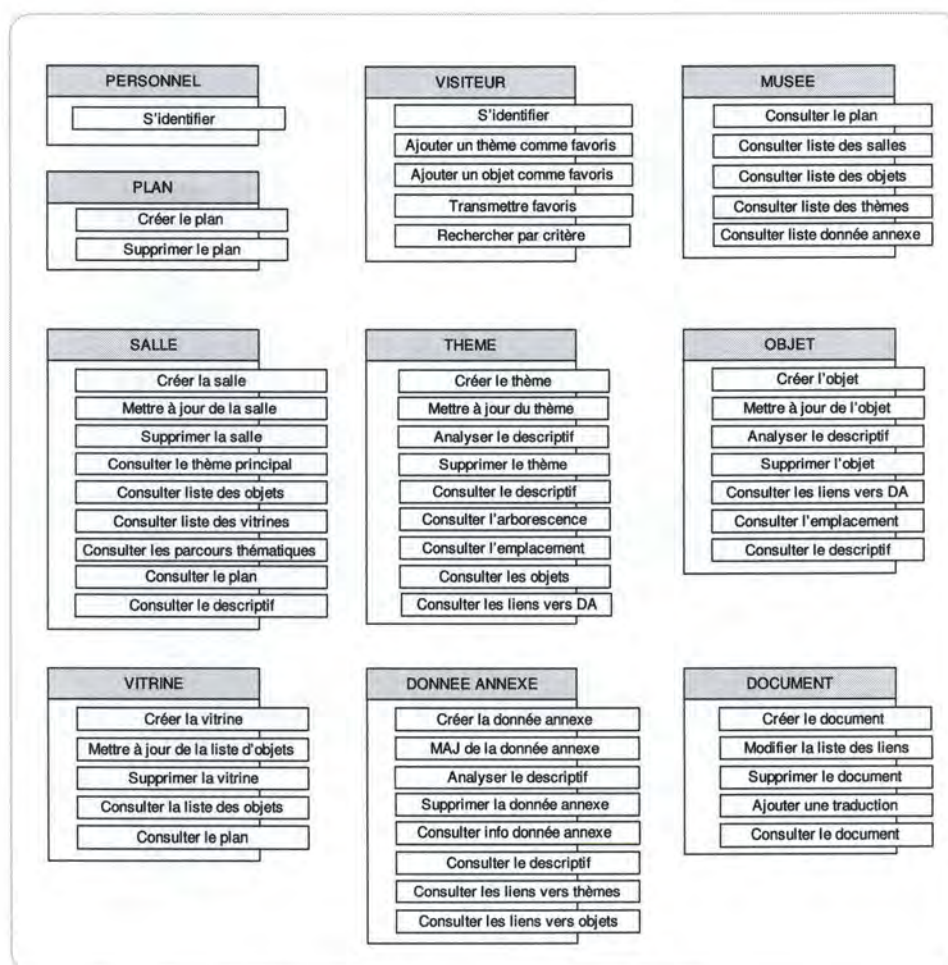 PERSONNEL
S'identifier
PLAN
Créer le plan
Supprimer le plan
VISITEUR
S'identifier
Ajouter un thème comme favoris
Ajouter un objet comme favoris
Transmettre favoris
Rechercher par critère
MUSEE
Consulter le plan
Consulter liste des salles
Consulter liste des objets
Consulter liste des thèmes
Consulter liste donnée annexe
SALLE
Créer la salle
Mettre à jour de la salle
Supprimer la salle
Consulter le thème principal
Consulter liste des objets
Consulter liste des vitrines
Consulter les parcours thématiques
Consulter le plan
Consulter le descriptif
THEME
Créer le thème
Mettre à jour du thème
Analyser le descriptif
Supprimer le thème
Consulter le descriptif
Consulter l'arborescence
Consulter l'emplacement
Consulter les objets
Consulter les liens vers DA
OBJET
Créer l'objet
Mettre à jour de l'objet
Analyser le descriptif
Supprimer l'objet
Consulter les liens vers DA
Consulter l'emplacement
Consulter le descriptif
VITRINE
Créer la vitrine
Mettre à jour de la liste d'objets
Supprimer la vitrine
Consulter la liste des objets
Consulter le plan
DONNEE ANNEXE
Créer la donnée annexe
MAJ de la donnée annexe
Analyser le descriptif
Supprimer la donnée annexe
Consulter info donnée annexe
Consulter le descriptif
Consulter les liens vers thèmes
Consulter les liens vers objets
DOCUMENT
Créer le document
Modifier la liste des liens
Supprimer le document
Ajouter une traduction
Consulter le document